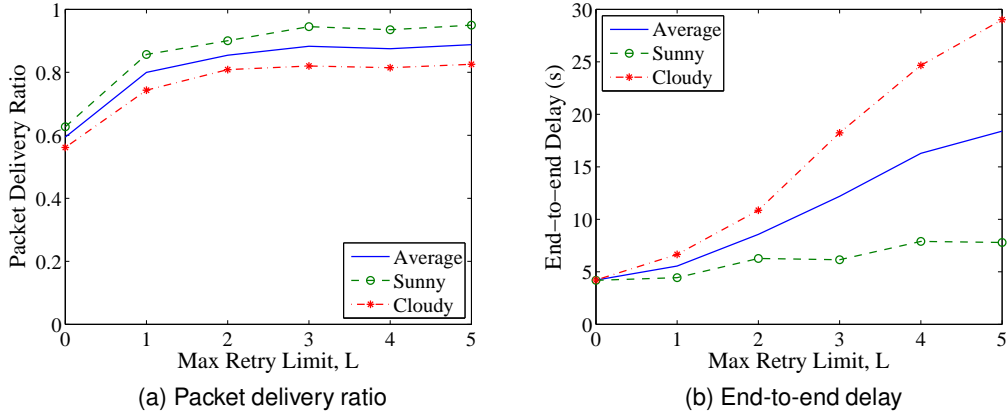 1
0.8
0.6
0.4
0.2
0
0 1 2 3 4 5
Packet Delivery Ratio
Max Retry Limit, L
Average
Sunny
Cloudy
(a) Packet delivery ratio
30
25
20
15
10
5
0
0 1 2 3 4 5
End−to−end Delay (s)
Max Retry Limit, L
Average
Sunny
Cloudy
(b) End-to-end delay